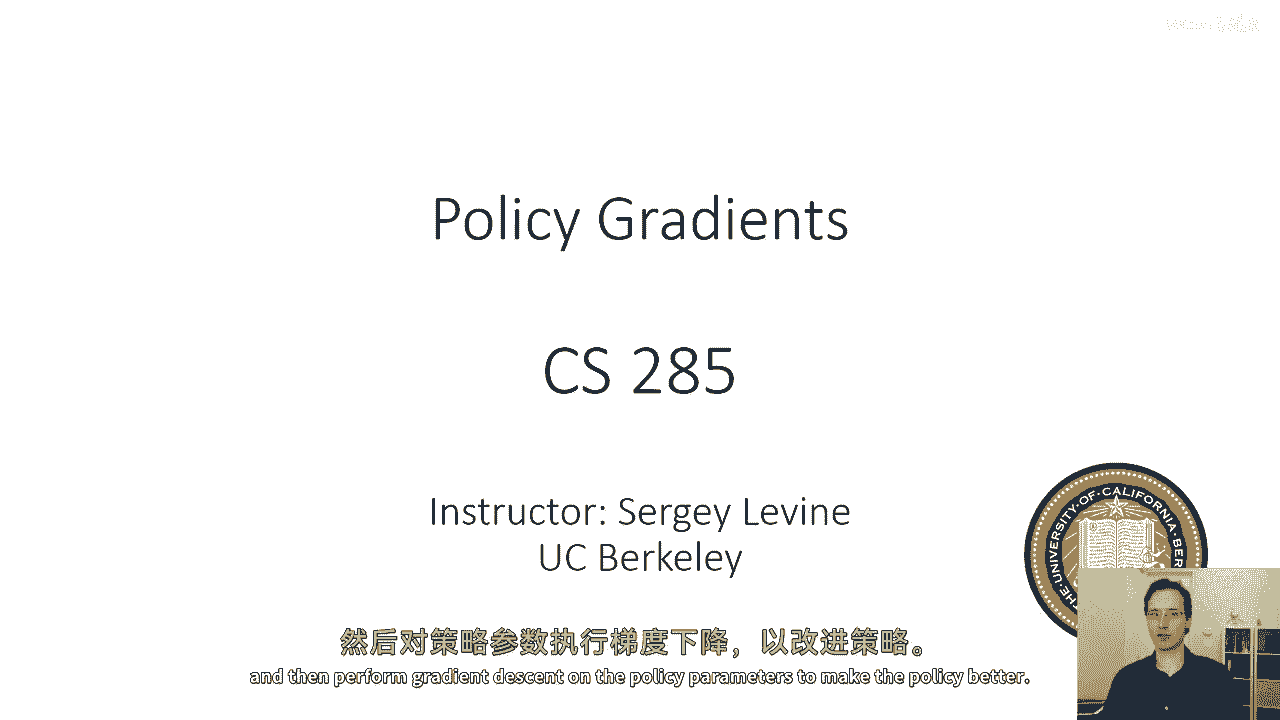 Policy Gradients
CS 285
Instructor: Sergey Levine
UC Berkeley
THE·UNIVERSITY·OF·CALIFORNIA·BER
然后对策略参数执行梯度下降，以改进策略。
and then perform gradient descent on the policy parameters to make the policy better.